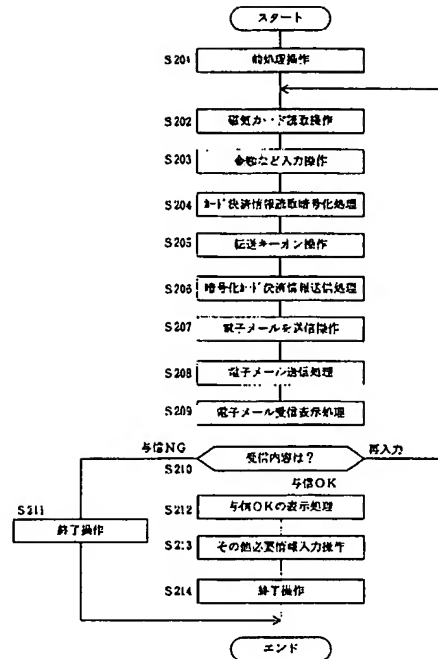 スタート
S201
前処理操作
S202
磁気カード読取操作
S203
金額など入力操作
S204
カード決済情報読取暗号化処理
S205
伝送キーオン操作
S206
暗号化カード決済情報送信処理
S207
電子メールを送信操作
S208
電子メール送信処理
S209
電子メール受信表示処理
与信NG
S210
受信内容は?
再入力
与信OK
S211
終了操作
S212
与信OKの表示処理
S213
その他必要情報入力操作
S214
終了操作
エンド